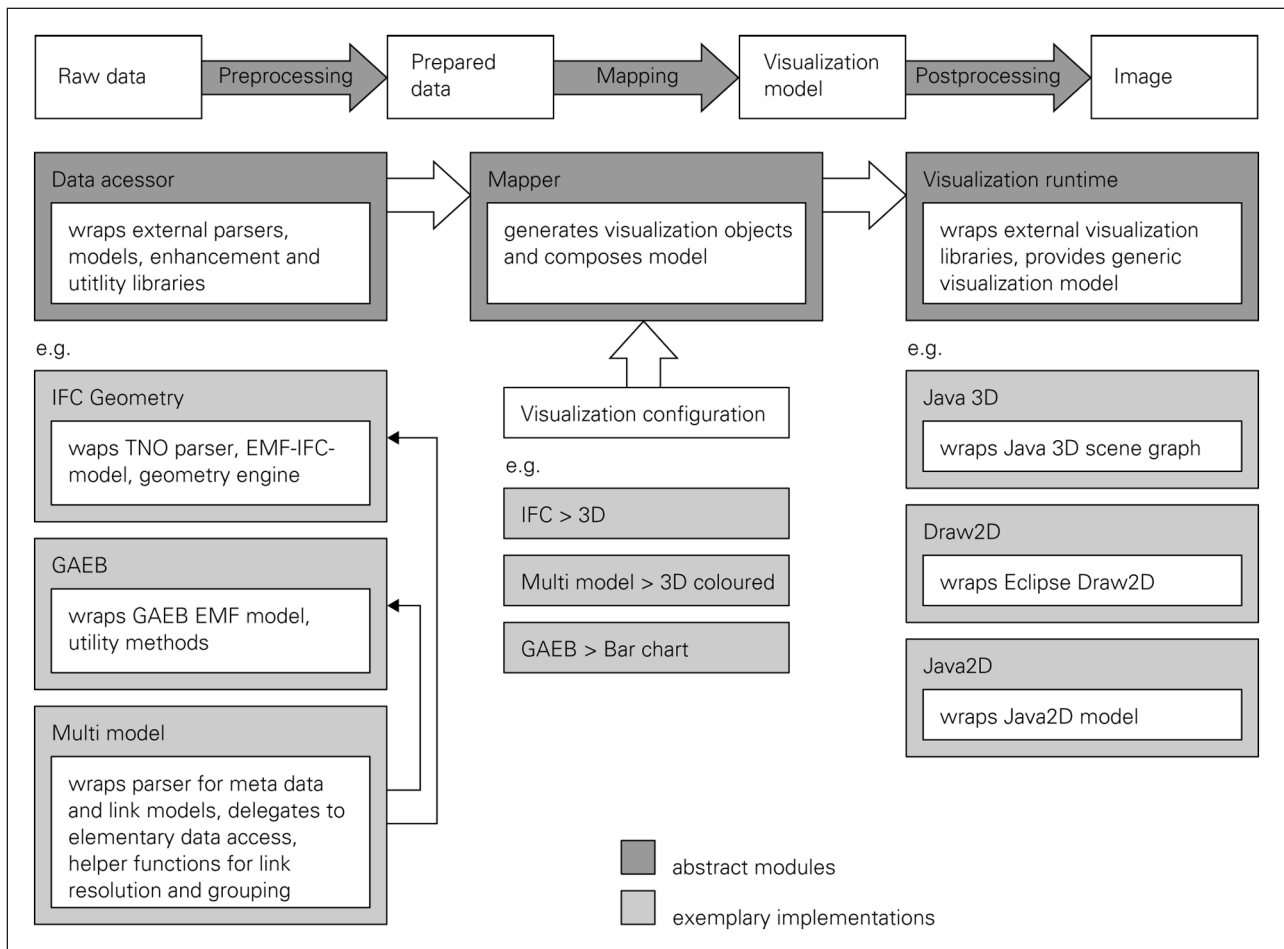 Raw data
Preprocessing
Prepared
data
Mapping
Visualization
model
Postprocessing
Image
Data acessor
wraps external parsers,
models, enhancement and
utitlity libraries
Mapper
generates visualization objects
and composes model
Visualization runtime
wraps external visualization
libraries, provides generic
visualization model
e.g.
IFC Geometry
waps TNO parser, EMF-IFC-
model, geometry engine
GAEB
wraps GAEB EMF model,
utility methods
Multi model
wraps parser for meta data
and link models, delegates to
elementary data access,
helper functions for link
resolution and grouping
Visualization configuration
e.g.
IFC > 3D
Multi model > 3D coloured
GAEB > Bar chart
e.g.
Java 3D
wraps Java 3D scene graph
Draw2D
wraps Eclipse Draw2D
Java2D
wraps Java2D model
abstract modules
exemplary implementations